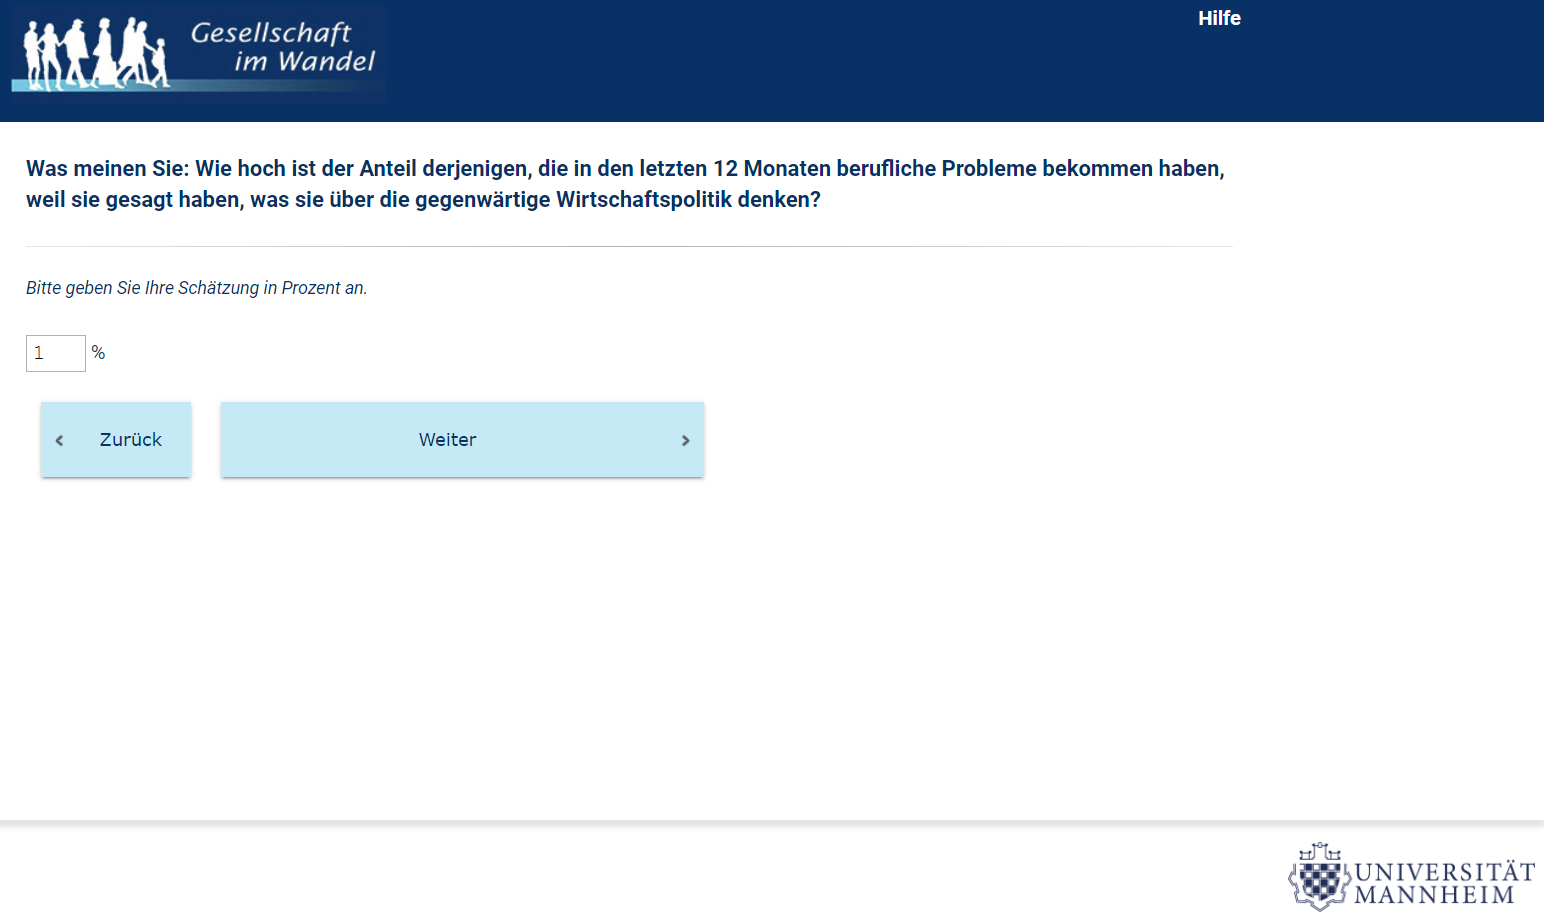 Gesellschaft
im Wandel
Hilfe
Was meinen Sie: Wie hoch ist der Anteil derjenigen, die in den letzten 12 Monaten berufliche Probleme bekommen haben,
weil sie gesagt haben, was sie über die gegenwärtige Wirtschaftspolitik denken?
Bitte geben Sie Ihre Schätzung in Prozent an.
1 %
‹ Zurück Weiter ›
UNIVERSITÄT
MANNHEIM